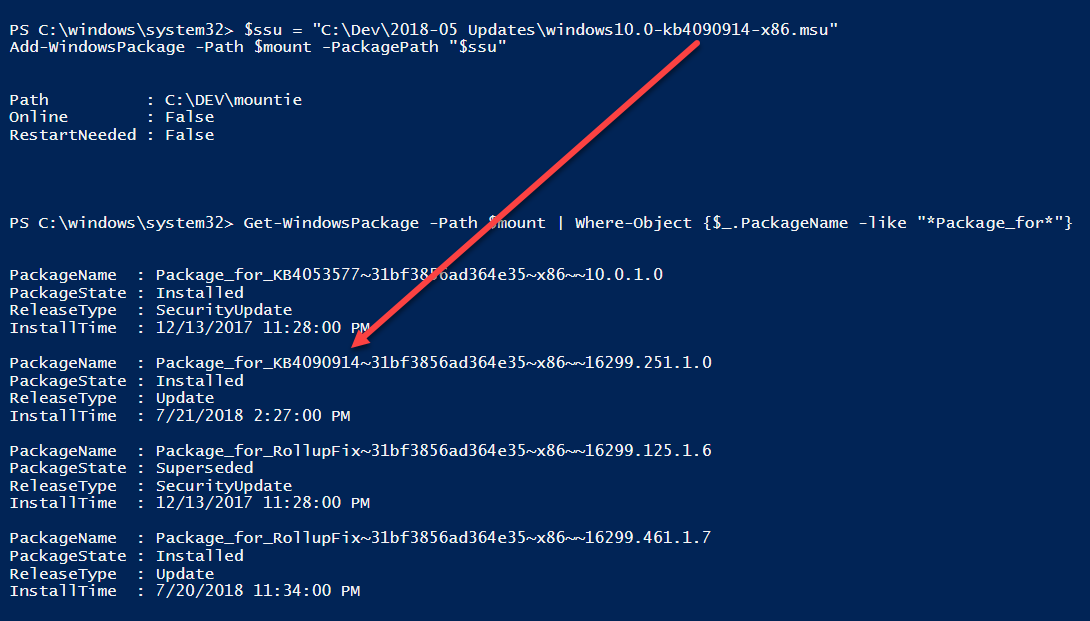 PS C:\windows\system32> $ssu = "C:\Dev\2018-05 Updates\windows10.0-kb4090914-x86.msu"
Add-WindowsPackage -Path $mount -PackagePath "$ssu"
Path : C:\DEV\mountie
Online : False
RestartNeeded : False
PS C:\windows\system32> Get-WindowsPackage -Path $mount | Where-Object {$_.PackageName -like "*Package_for*"}
PackageName : Package_for_KB4053577~31bf3856ad364e35~x86~~10.0.1.0
PackageState : Installed
ReleaseType : SecurityUpdate
InstallTime : 12/13/2017 11:28:00 PM
PackageName : Package_for_KB4090914~31bf3856ad364e35~x86~~16299.251.1.0
PackageState : Installed
ReleaseType : Update
InstallTime : 7/21/2018 2:27:00 PM
PackageName : Package_for_RollupFix~31bf3856ad364e35~x86~~16299.125.1.6
PackageState : Superseded
ReleaseType : SecurityUpdate
InstallTime : 12/13/2017 11:28:00 PM
PackageName : Package_for_RollupFix~31bf3856ad364e35~x86~~16299.461.1.7
PackageState : Installed
ReleaseType : Update
InstallTime : 7/20/2018 11:34:00 PM